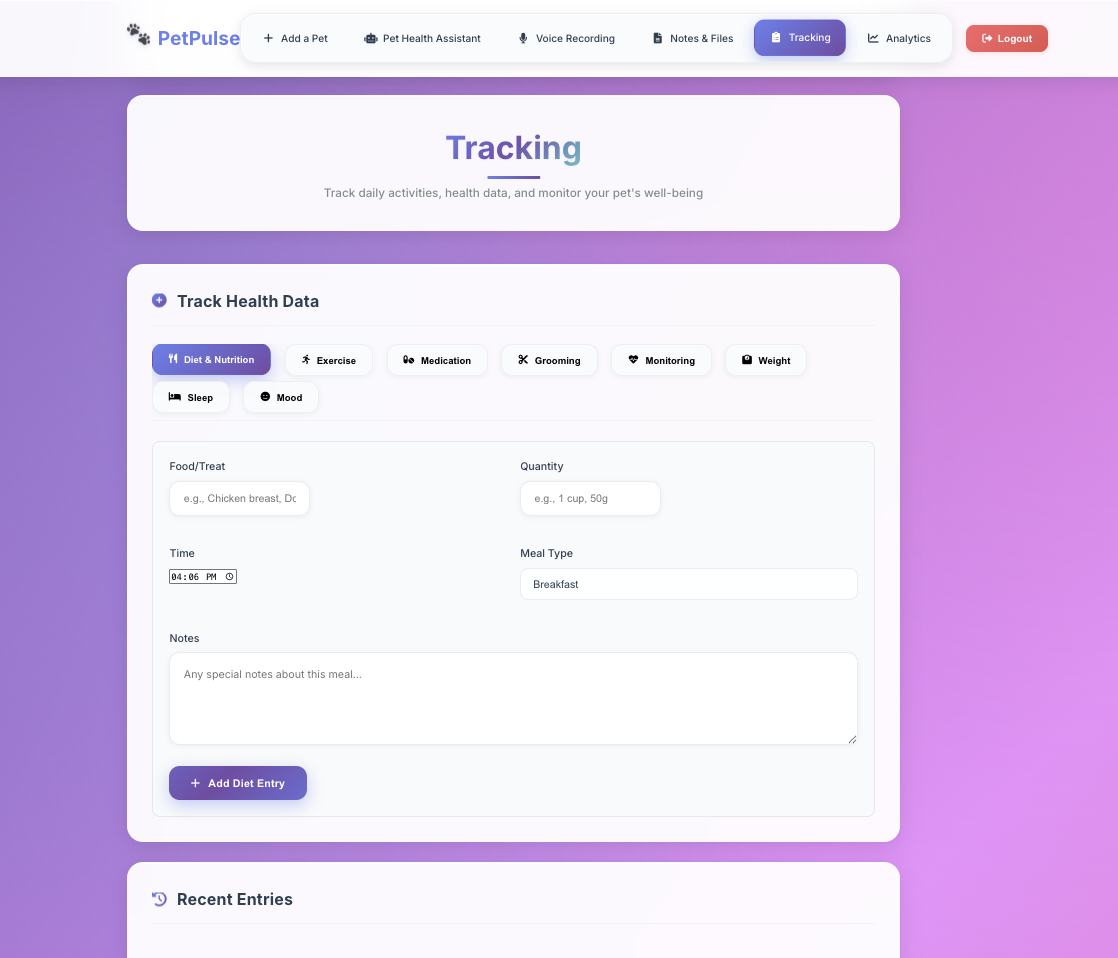 PetPulse
Add a Pet
Pet Health Assistant
Voice Recording
Notes & Files
Tracking
Analytics
Logout
Tracking
Track daily activities, health data, and monitor your pet's well-being
Track Health Data
Diet & Nutrition
Exercise
Medication
Grooming
Monitoring
Weight
Sleep
Mood
Food/Treat
Quantity
e.g., Chicken breast, Do
e.g., 1 cup, 50g
Time
Meal Type
04:06 PM
Breakfast
Notes
Any special notes about this meal...
Add Diet Entry
Recent Entries